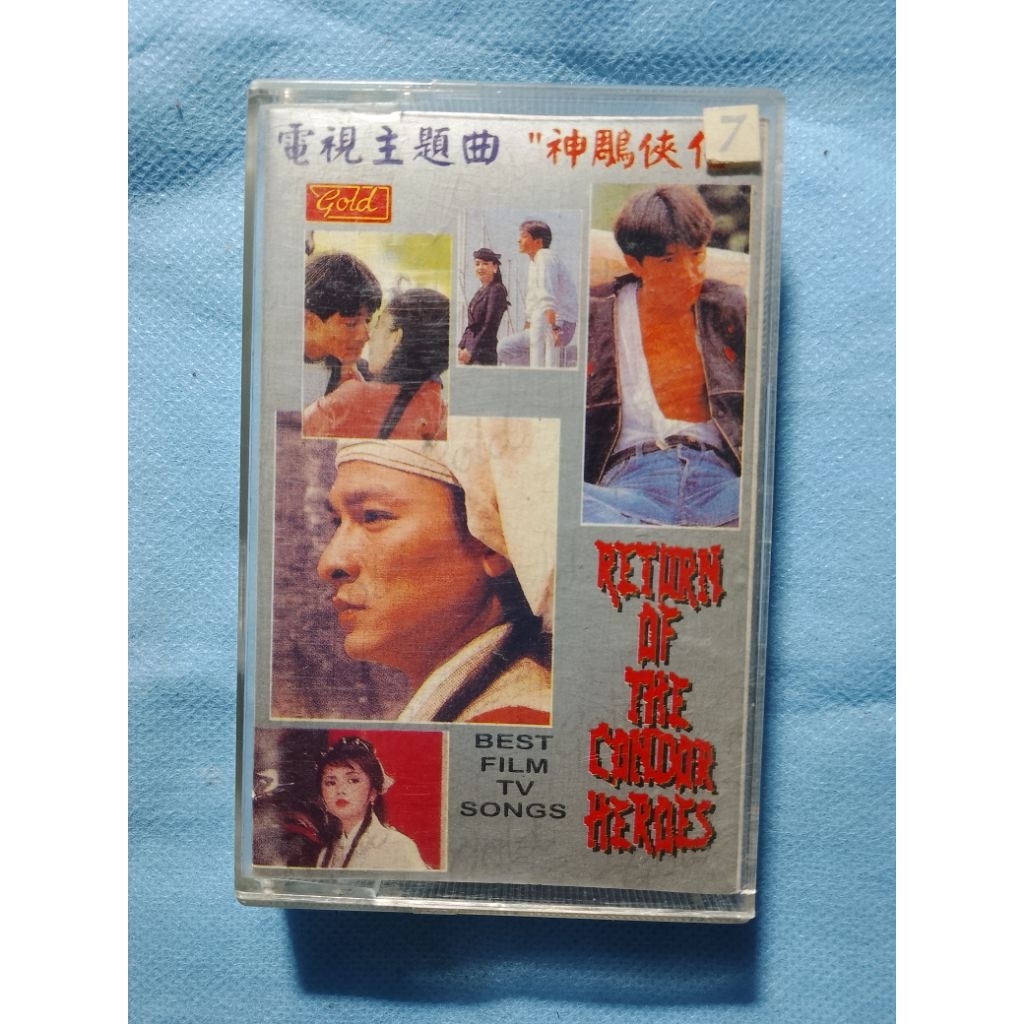 電視主題曲 "神鵰俠
7
Gold
RETURN
OF
THE
CONDOR
HEROES
BEST
FILM
TV
SONGS